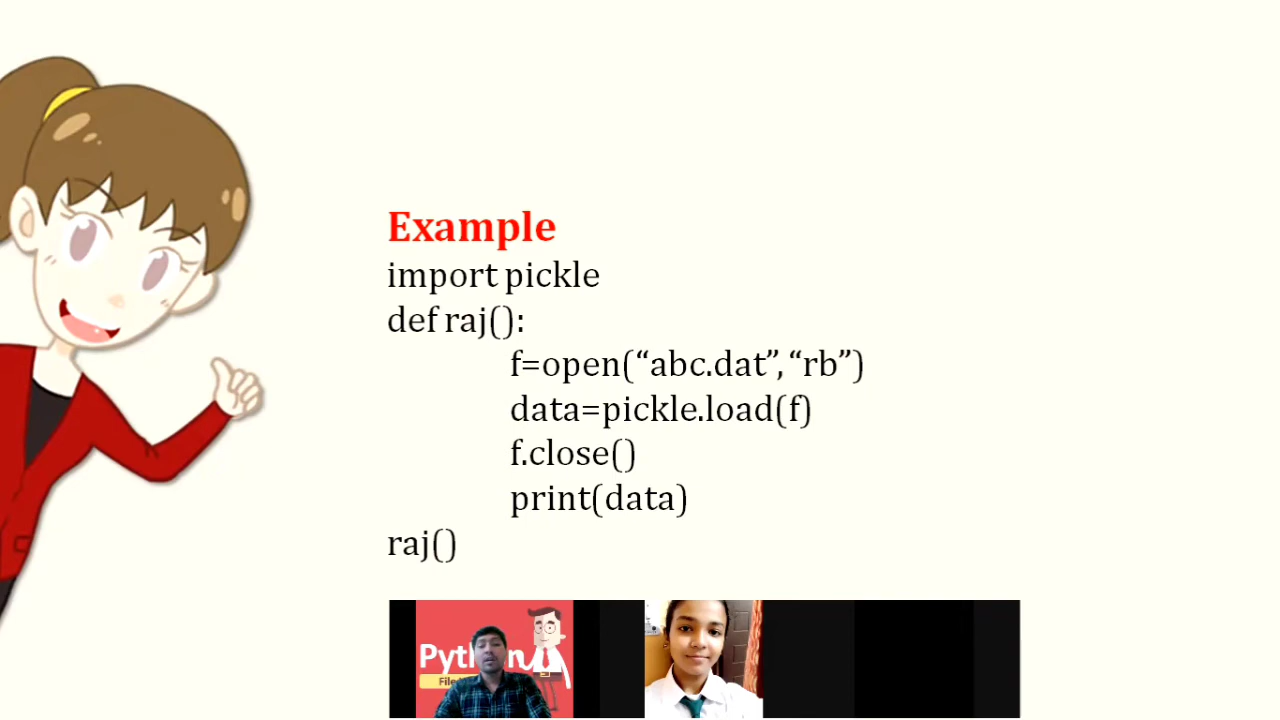 Example
import pickle
def raj():
f=open(“abc.dat”, “rb”)
data=pickle.load(f)
f.close()
print(data)
raj()